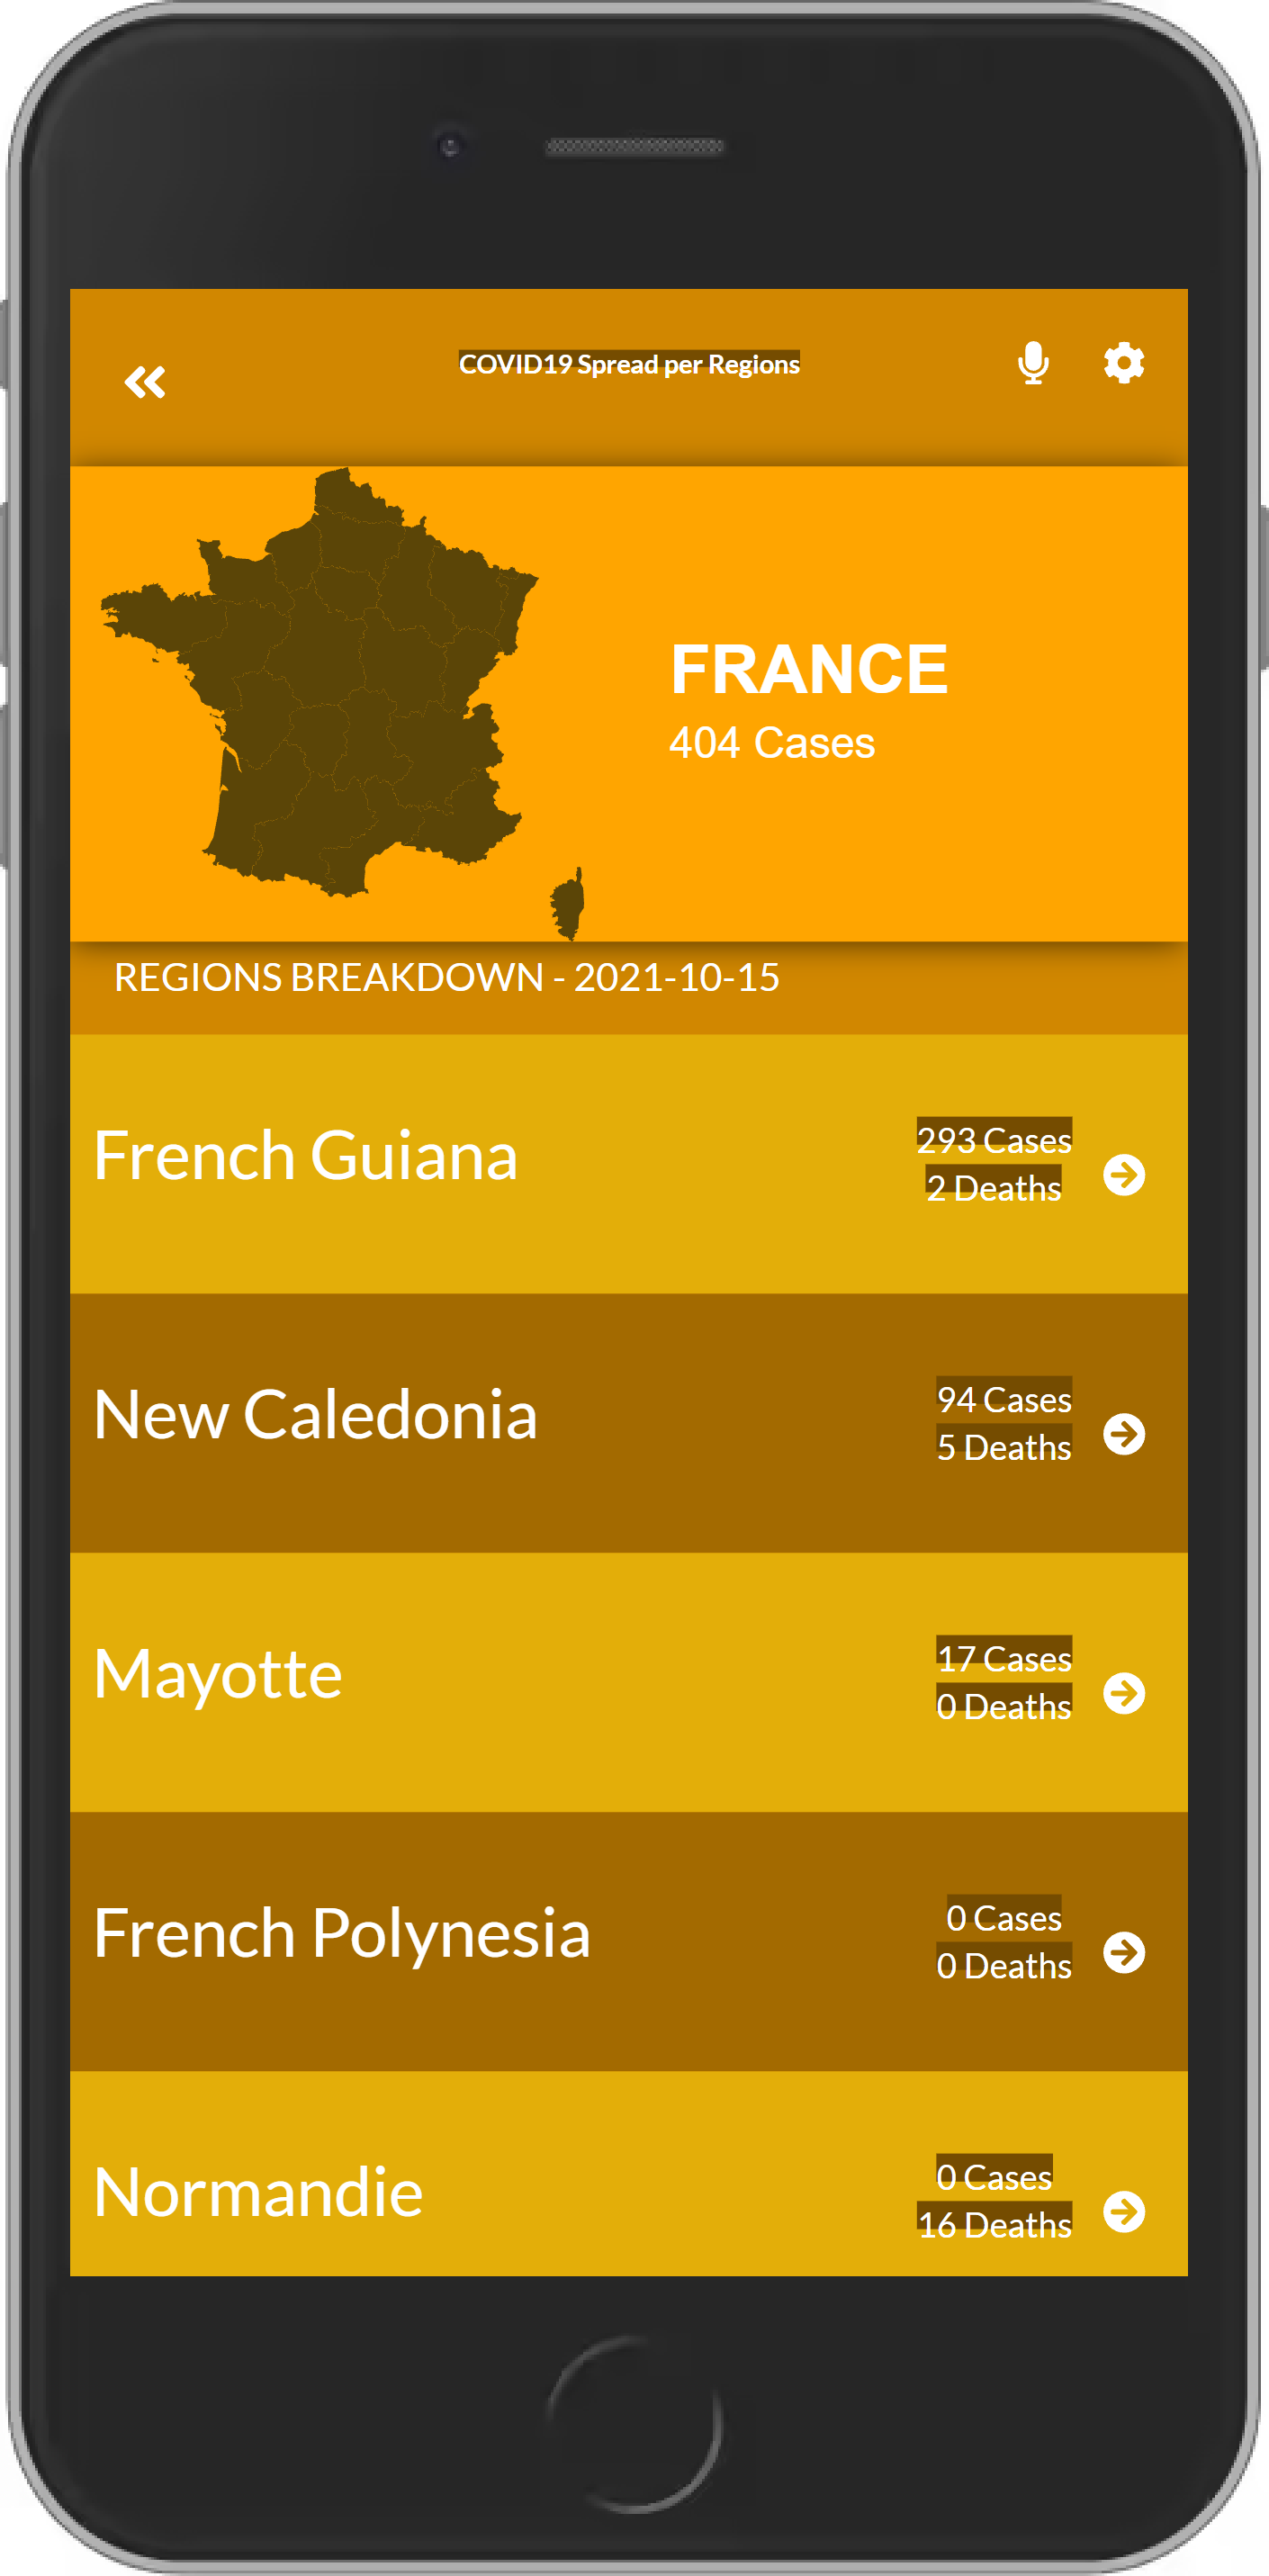 COVID19 Spread per Regions
FRANCE
404 Cases
REGIONS BREAKDOWN - 2021-10-15
French Guiana
293 Cases
2 Deaths
New Caledonia
94 Cases
5 Deaths
Mayotte
17 Cases
0 Deaths
French Polynesia
0 Cases
0 Deaths
Normandie
0 Cases
16 Deaths